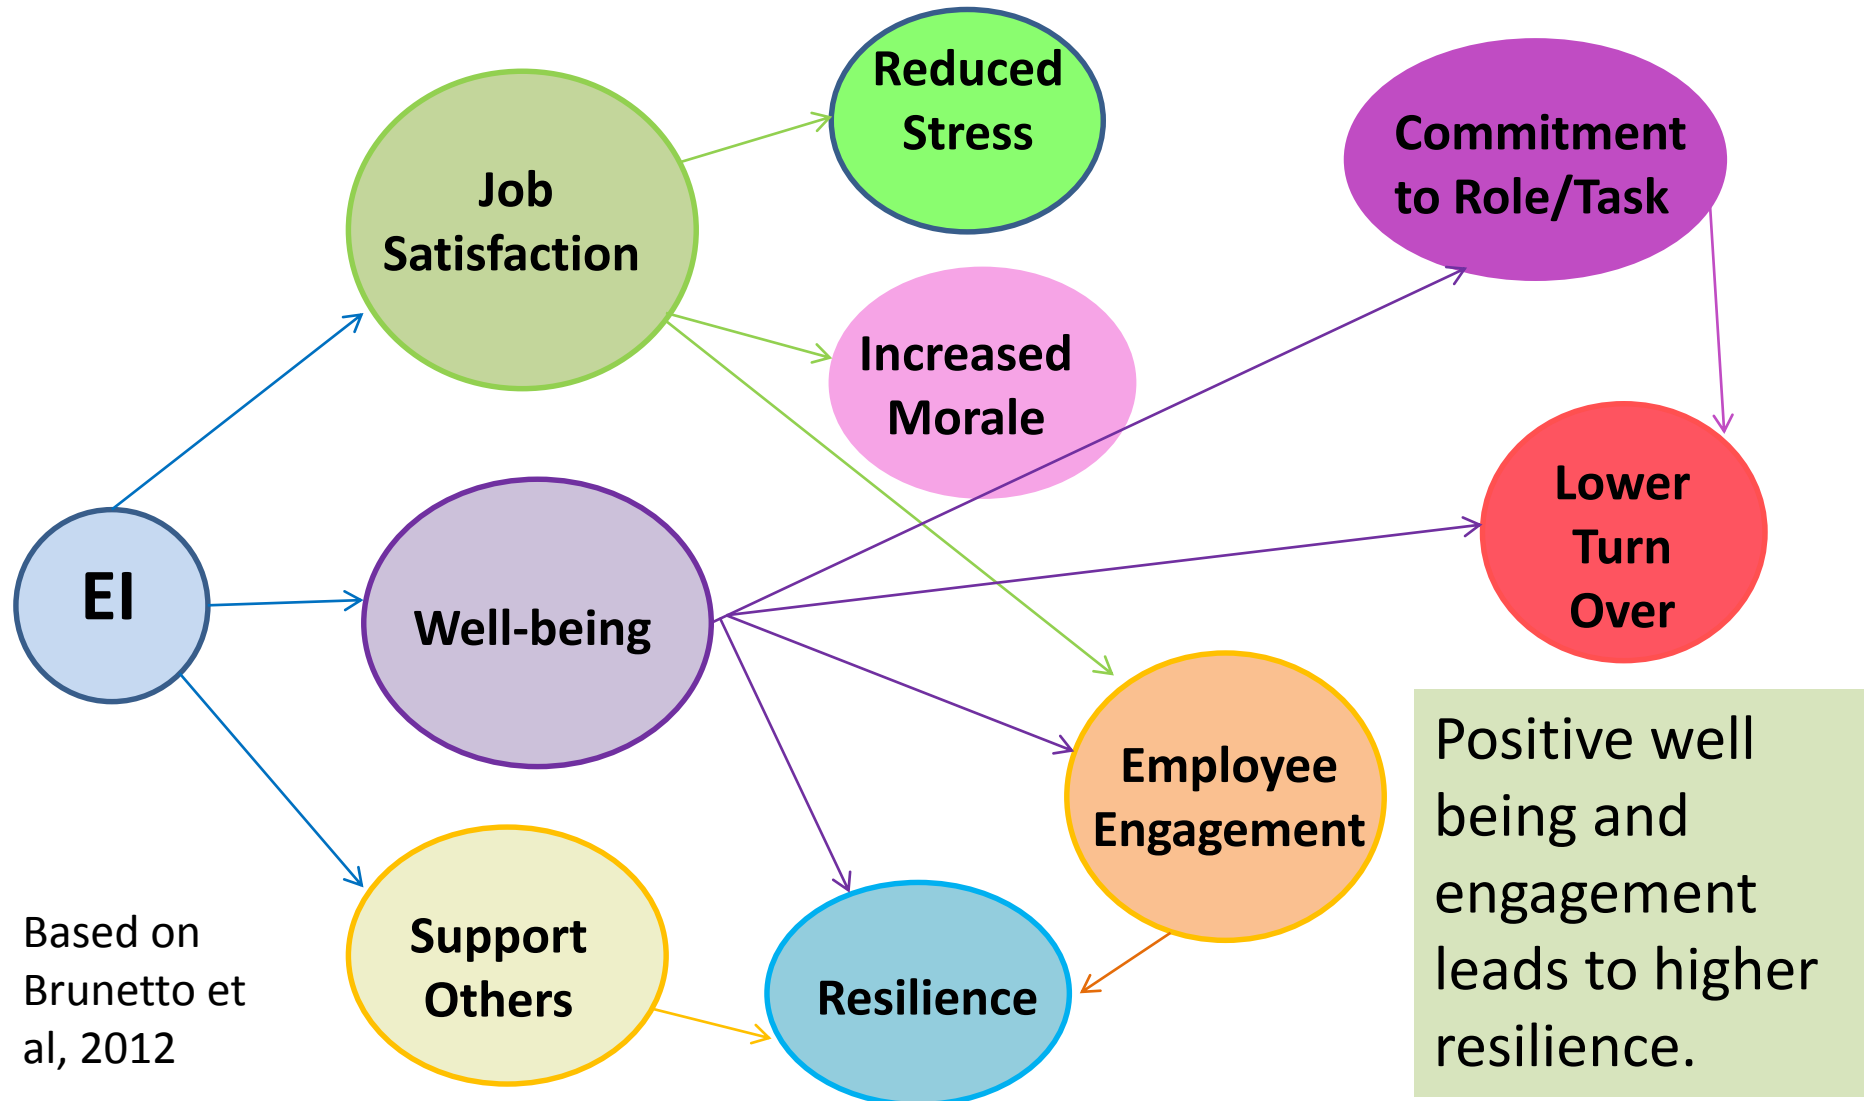 Reduced
Stress
Commitment
to Role/Task
Job
Satisfaction
Increased
Morale
Lower
Turn
Over
EI
Well-being
Employee
Engagement
Support
Others
Resilience
Based on
Brunetto et
al, 2012
Positive well
being and
engagement
leads to higher
resilience.